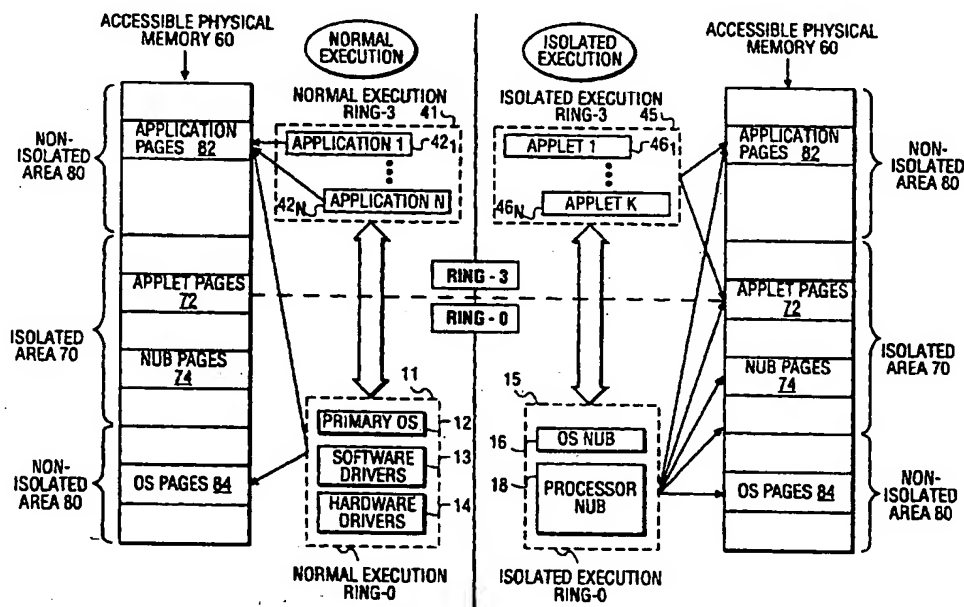 ACCESSIBLE PHYSICAL
MEMORY 60
NORMAL
EXECUTION
ISOLATED
EXECUTION
ACCESSIBLE PHYSICAL
MEMORY 60
NON-
ISOLATED
AREA 80
APPLICATION
PAGES 82
APPLET PAGES
72
ISOLATED
AREA 70
NUB PAGES
74
NON-
ISOLATED
AREA 80
OS PAGES 84
NORMAL EXECUTION
RING-3
41
APPLICATION 1
42₁
42N
APPLICATION N
RING - 3
RING - 0
11
PRIMARY OS
12
SOFTWARE
DRIVERS
13
HARDWARE
DRIVERS
14
NORMAL EXECUTION
RING-0
ISOLATED EXECUTION
RING-3
45
APPLET 1
46₁
46N
APPLET K
15
OS NUB
16
18
PROCESSOR
NUB
ISOLATED EXECUTION
RING-0
APPLICATION
PAGES 82
NON-
ISOLATED
AREA 80
APPLET PAGES
72
NUB PAGES
74
ISOLATED
AREA 70
OS PAGES 84
NON-
ISOLATED
AREA 80